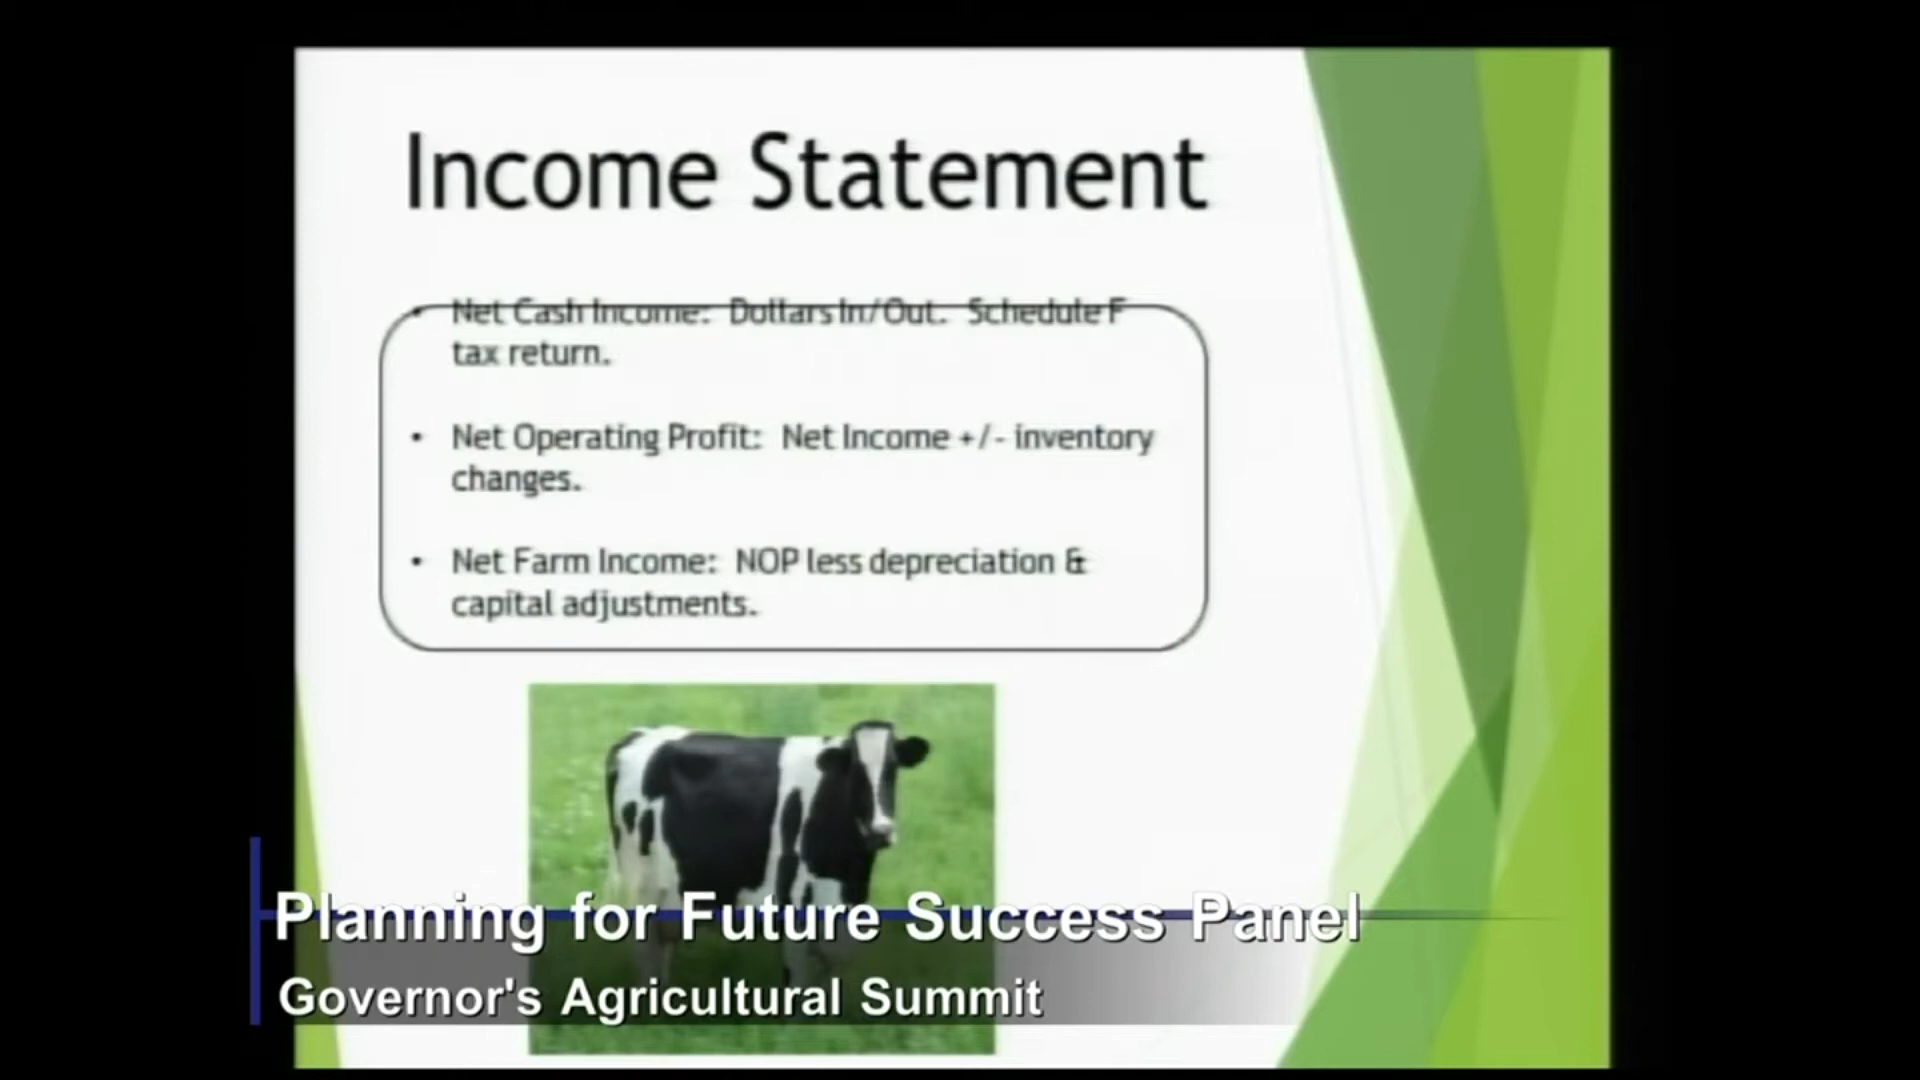 Income Statement
• Net Cash Income: Dollars In/Out. Schedule F
tax return.
• Net Operating Profit: Net Income +/- inventory
changes.
• Net Farm Income: NOP less depreciation &
capital adjustments.
Planning for Future Success Panel
Governor's Agricultural Summit